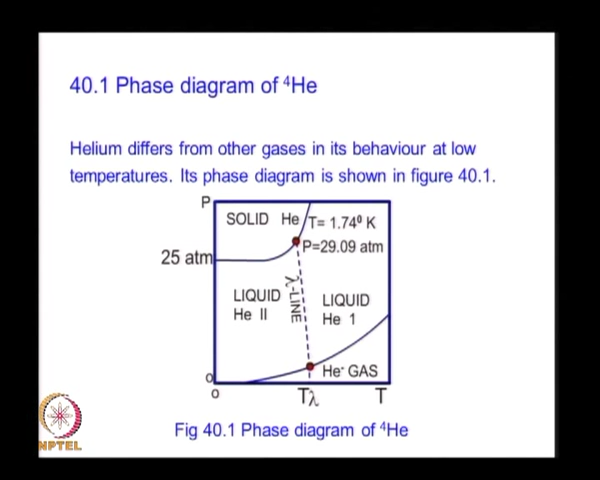 40.1 Phase diagram of ⁴He
Helium differs from other gases in its behaviour at low
temperatures. Its phase diagram is shown in figure 40.1.
P
SOLID He T= 1.74⁰ K
P=29.09 atm
25 atm
λ-LINE
LIQUID
He II
LIQUID
He 1
He- GAS
o
o
Tλ
T
Fig 40.1 Phase diagram of ⁴He
NPTEL